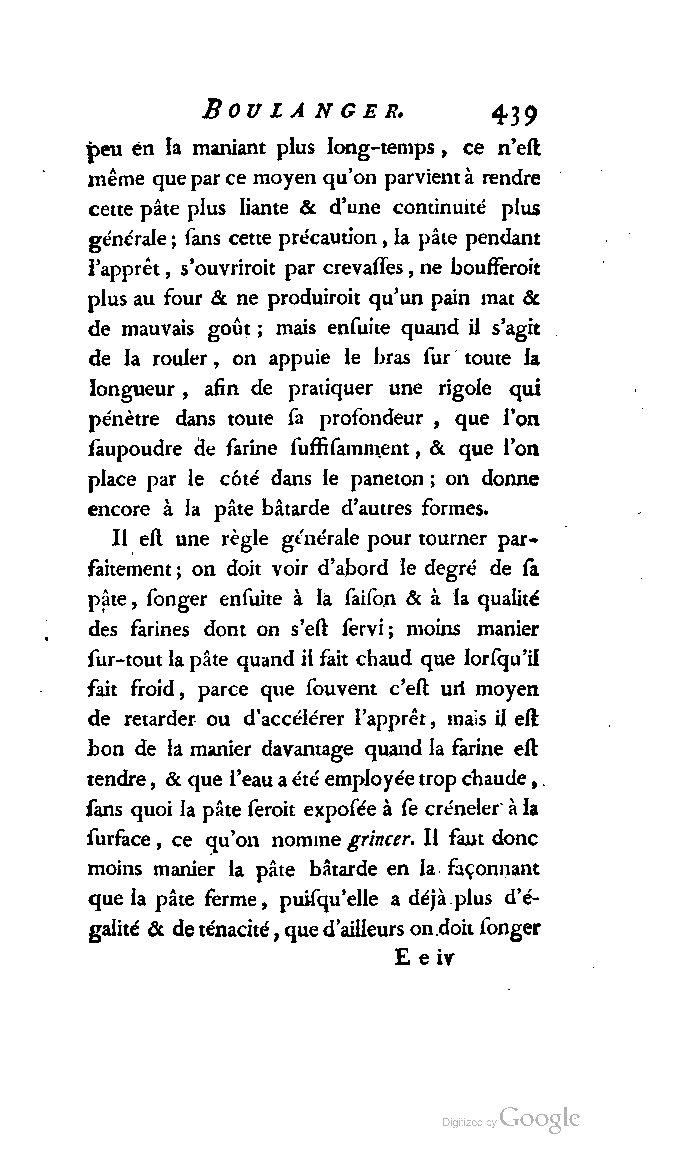 BOULANGER. 439
peu en la maniant plus long-temps, ce n'eſt
même que par ce moyen qu'on parvient à rendre
cette pâte plus liante & d'une continuité plus
générale; ſans cette précaution, la pâte pendant
l'apprêt, s'ouvriroit par crevaſſes, ne boufferoit
plus au four & ne produiroit qu'un pain mat &
de mauvais goût; mais enſuite quand il s'agit
de la rouler, on appuie le bras ſur toute la
longueur, afin de pratiquer une rigole qui
pénètre dans toute ſa profondeur, que l'on
ſaupoudre de farine ſuffiſamment, & que l'on
place par le côté dans le paneton; on donne
encore à la pâte bâtarde d'autres formes.
Il eſt une règle générale pour tourner par-
faitement; on doit voir d'abord le degré de ſa
pâte, ſonger enſuite à la ſaiſon & à la qualité
des farines dont on s'eſt ſervi; moins manier
ſur-tout la pâte quand il fait chaud que lorſqu'il
fait froid, parce que ſouvent c'eſt un moyen
de retarder ou d'accélérer l'apprêt, mais il eſt
bon de la manier davantage quand la farine eſt
tendre, & que l'eau a été employée trop chaude,
ſans quoi la pâte ſeroit expoſée à ſe créneler à la
ſurface, ce qu'on nomme grincer. Il faut donc
moins manier la pâte bâtarde en la façonnant
que la pâte ferme, puiſqu'elle a déjà plus d'é-
galité & de ténacité, que d'ailleurs on doit ſonger
E e iv
Digitized by Google